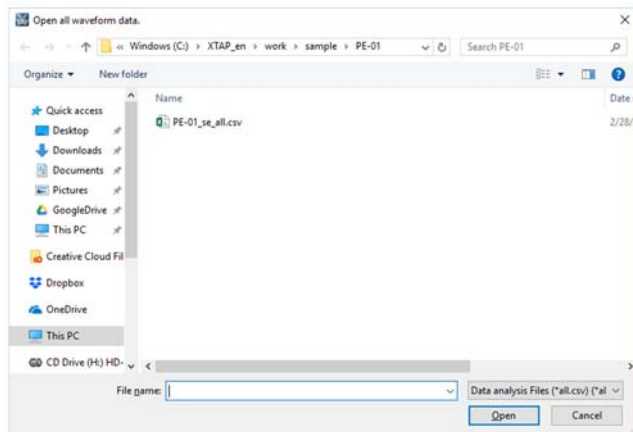 Open all waveform data.
« Windows (C:) › XTAP_en › work › sample › PE-01
Search PE-01
Organize
New folder
Name
Date
PE-01_se_all.csv
2/28/
Quick access
Desktop
Downloads
Documents
Pictures
GoogleDrive
This PC
Creative Cloud Fil
Dropbox
OneDrive
This PC
CD Drive (H:) HD-
File name:
Data analysis Files (*all.csv) (*al
Open
Cancel